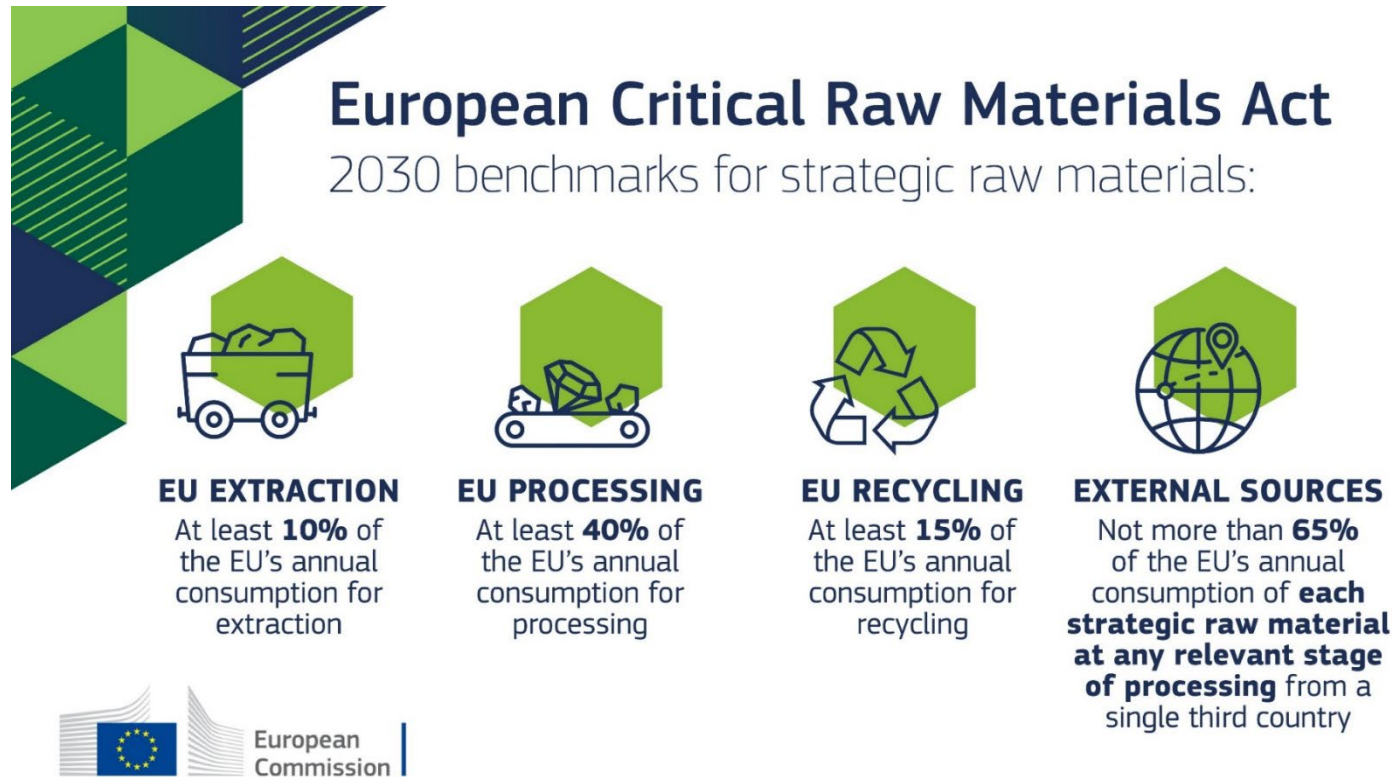 European Critical Raw Materials Act
2030 benchmarks for strategic raw materials:
EU EXTRACTION
At least 10% of
the EU's annual
consumption for
extraction
EU PROCESSING
At least 40% of
the EU's annual
consumption for
processing
EU RECYCLING
At least 15% of
the EU's annual
consumption for
recycling
EXTERNAL SOURCES
Not more than 65%
of the EU's annual
consumption of each
strategic raw material
at any relevant stage
of processing from a
single third country
European
Commission